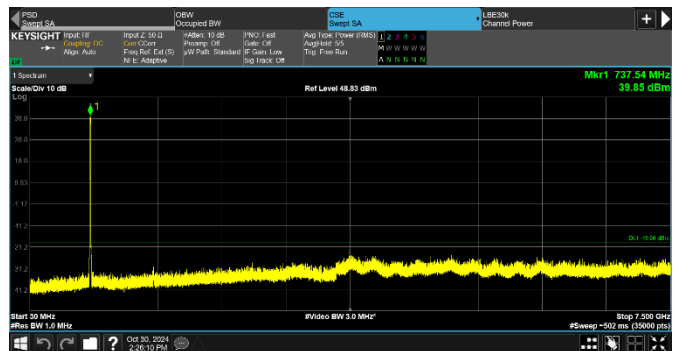 PSD
Swept SA
OBW
Occupied BW
CSE
Swept SA
LBE30k
Channel Power
KEYSIGHT
Input: RF
Coupling: DC
Align: Auto
Input Z: 50 Ω
Corr CCorr
Freq Ref: Ext (S)
NFE: Adaptive
#Atten: 10 dB
Preamp: Off
µW Path: Standard
PNO: Fast
Gate: Off
IF Gain: Low
Sig Track: Off
Avg Type: Power (RMS)
Avg|Hold: 5/5
Trig: Free Run
1 2 3 4 5 6
M W W W W W
A N N N N N
1 Spectrum
Mkr1 737.54 MHz
Scale/Div 10 dB
Ref Level 48.83 dBm
39.85 dBm
Log
1
38.8
28.8
18.8
8.83
-1.17
-11.2
-21.2
-31.2
-41.2
Start 30 MHz
#Video BW 3.0 MHz*
Stop 7.500 GHz
#Res BW 1.0 MHz
#Sweep ~502 ms (35000 pts)
?
Oct 30, 2024
2:26:10 PM